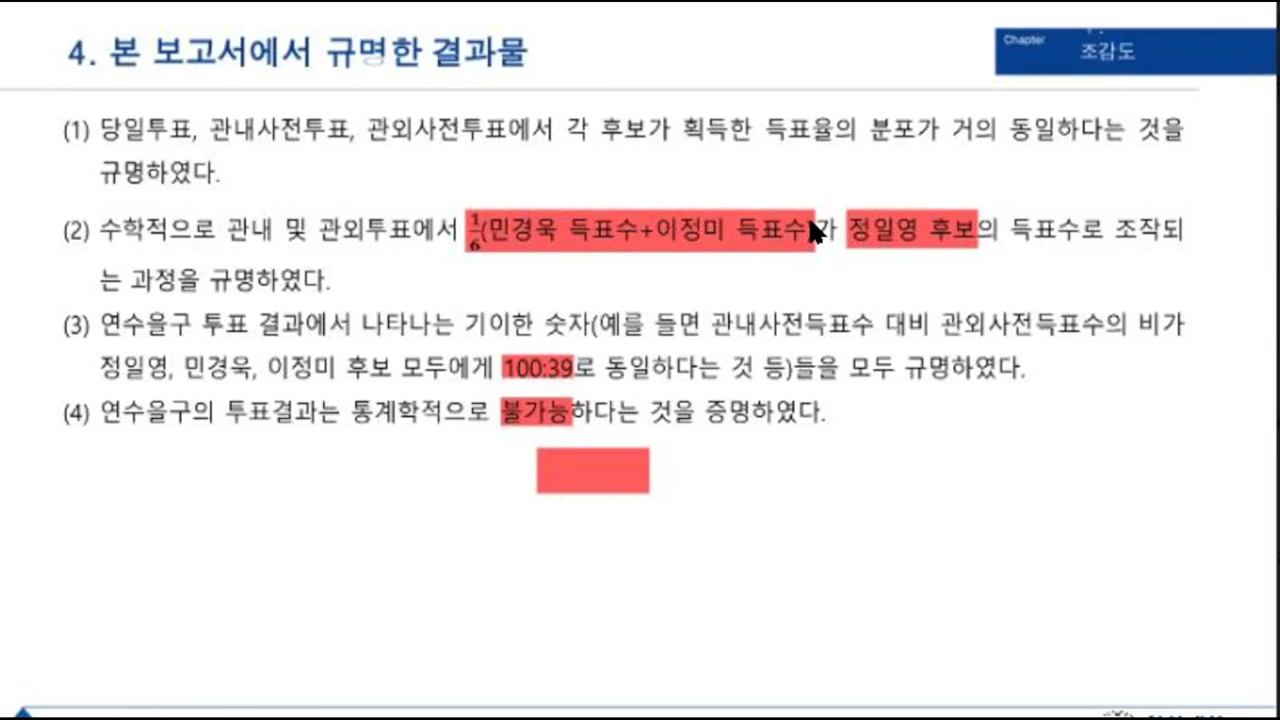 4. 본 보고서에서 규명한 결과물
Chapter
조감도
(1) 당일투표, 관내사전투표, 관외사전투표에서 각 후보가 획득한 득표율의 분포가 거의 동일하다는 것을
규명하였다.
(2) 수학적으로 관내 및 관외투표에서 1/6(민경욱 득표수+이정미 득표수)가 정일영 후보의 득표수로 조작되
는 과정을 규명하였다.
(3) 연수을구 투표 결과에서 나타나는 기이한 숫자(예를 들면 관내사전득표수 대비 관외사전득표수의 비가
정일영, 민경욱, 이정미 후보 모두에게 100:39로 동일하다는 것 등)들을 모두 규명하였다.
(4) 연수을구의 투표결과는 통계학적으로 불가능하다는 것을 증명하였다.